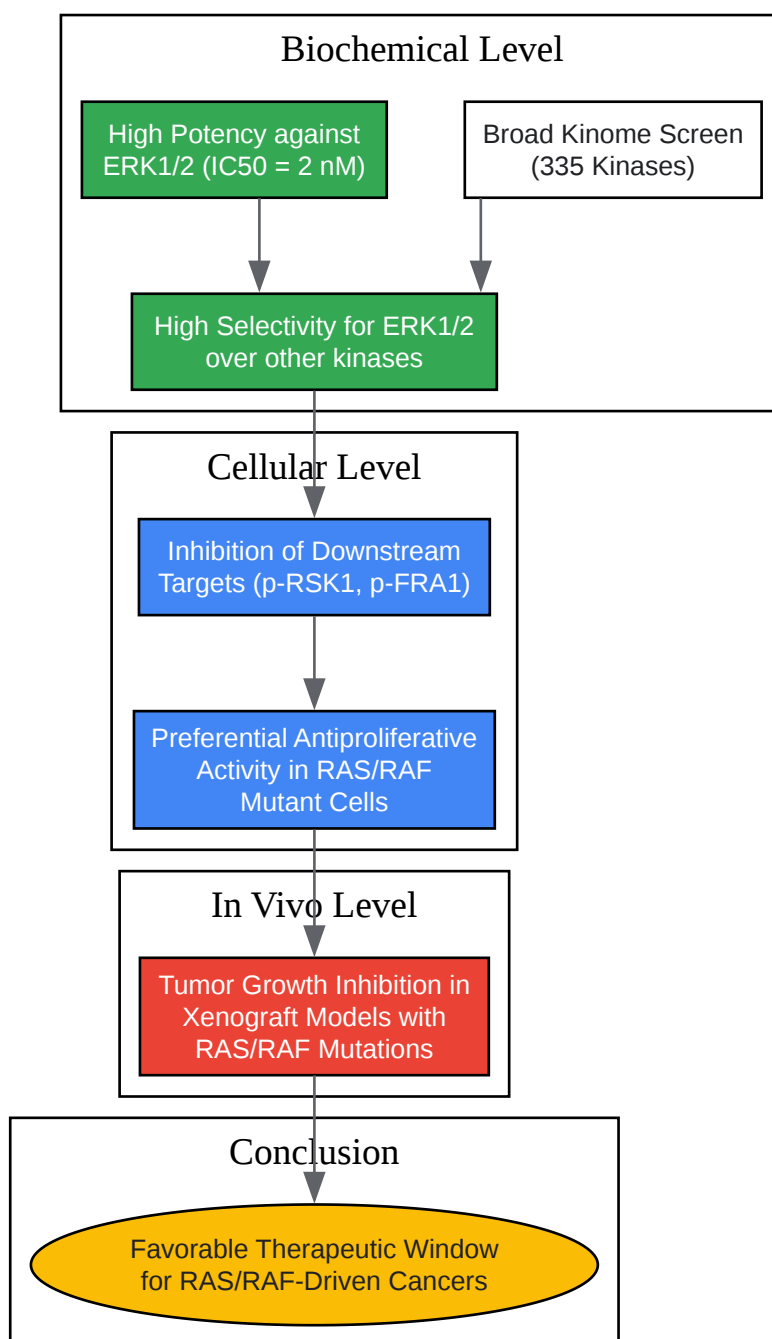 Biochemical Level
High Potency against
ERK1/2 (IC50 = 2 nM)
Broad Kinome Screen
(335 Kinases)
High Selectivity for ERK1/2
over other kinases
Cellular Level
Inhibition of Downstream
Targets (p-RSK1, p-FRA1)
Preferential Antiproliferative
Activity in RAS/RAF
Mutant Cells
In Vivo Level
Tumor Growth Inhibition in
Xenograft Models with
RAS/RAF Mutations
Conclusion
Favorable Therapeutic Window
for RAS/RAF-Driven Cancers